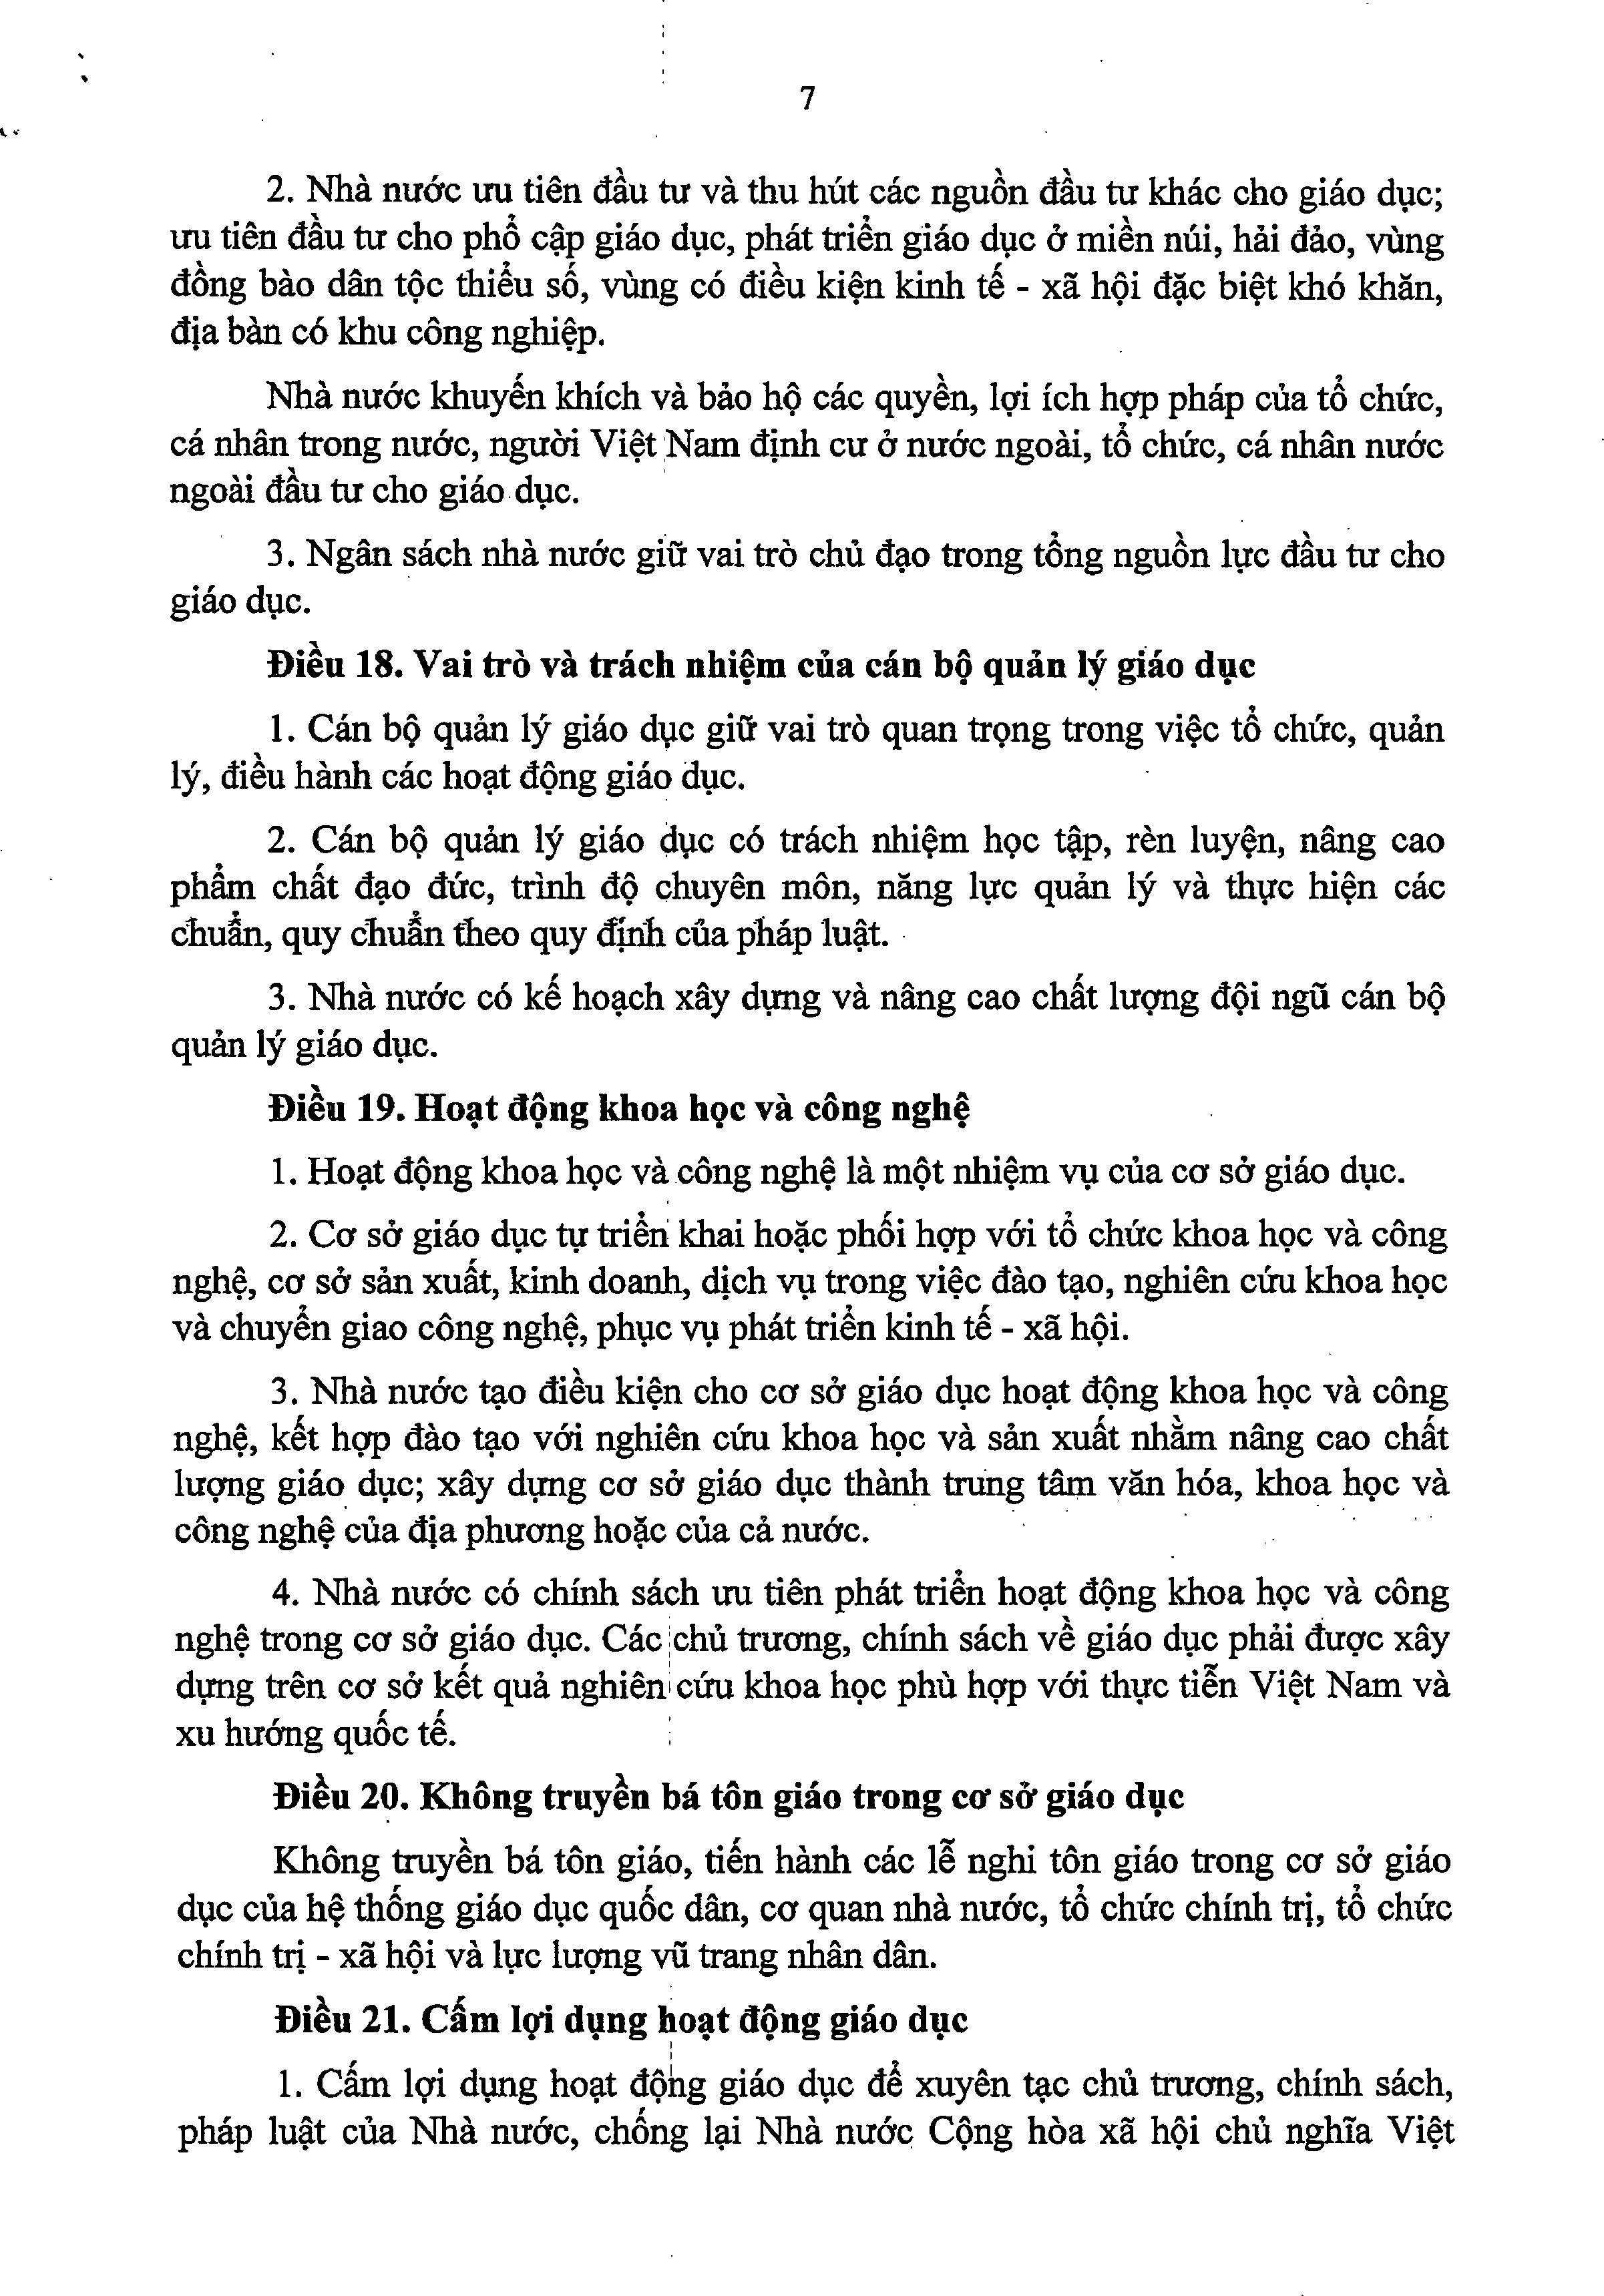 7
2. Nhà nước ưu tiên đầu tư và thu hút các nguồn đầu tư khác cho giáo dục;
ưu tiên đầu tư cho phổ cập giáo dục, phát triển giáo dục ở miền núi, hải đảo, vùng
đồng bào dân tộc thiểu số, vùng có điều kiện kinh tế - xã hội đặc biệt khó khăn,
địa bàn có khu công nghiệp.
Nhà nước khuyến khích và bảo hộ các quyền, lợi ích hợp pháp của tổ chức,
cá nhân trong nước, người Việt Nam định cư ở nước ngoài, tổ chức, cá nhân nước
ngoài đầu tư cho giáo dục.
3. Ngân sách nhà nước giữ vai trò chủ đạo trong tổng nguồn lực đầu tư cho
giáo dục.
Điều 18. Vai trò và trách nhiệm của cán bộ quản lý giáo dục
1. Cán bộ quản lý giáo dục giữ vai trò quan trọng trong việc tổ chức, quản
lý, điều hành các hoạt động giáo dục.
2. Cán bộ quản lý giáo dục có trách nhiệm học tập, rèn luyện, nâng cao
phẩm chất đạo đức, trình độ chuyên môn, năng lực quản lý và thực hiện các
chuẩn, quy chuẩn theo quy định của pháp luật.
3. Nhà nước có kế hoạch xây dựng và nâng cao chất lượng đội ngũ cán bộ
quản lý giáo dục.
Điều 19. Hoạt động khoa học và công nghệ
1. Hoạt động khoa học và công nghệ là một nhiệm vụ của cơ sở giáo dục.
2. Cơ sở giáo dục tự triển khai hoặc phối hợp với tổ chức khoa học và công
nghệ, cơ sở sản xuất, kinh doanh, dịch vụ trong việc đào tạo, nghiên cứu khoa học
và chuyển giao công nghệ, phục vụ phát triển kinh tế - xã hội.
3. Nhà nước tạo điều kiện cho cơ sở giáo dục hoạt động khoa học và công
nghệ, kết hợp đào tạo với nghiên cứu khoa học và sản xuất nhằm nâng cao chất
lượng giáo dục; xây dựng cơ sở giáo dục thành trung tâm văn hóa, khoa học và
công nghệ của địa phương hoặc của cả nước.
4. Nhà nước có chính sách ưu tiên phát triển hoạt động khoa học và công
nghệ trong cơ sở giáo dục. Các chủ trương, chính sách về giáo dục phải được xây
dựng trên cơ sở kết quả nghiên cứu khoa học phù hợp với thực tiễn Việt Nam và
xu hướng quốc tế.
Điều 20. Không truyền bá tôn giáo trong cơ sở giáo dục
Không truyền bá tôn giáo, tiến hành các lễ nghi tôn giáo trong cơ sở giáo
dục của hệ thống giáo dục quốc dân, cơ quan nhà nước, tổ chức chính trị, tổ chức
chính trị - xã hội và lực lượng vũ trang nhân dân.
Điều 21. Cấm lợi dụng hoạt động giáo dục
1. Cấm lợi dụng hoạt động giáo dục để xuyên tạc chủ trương, chính sách,
pháp luật của Nhà nước, chống lại Nhà nước Cộng hòa xã hội chủ nghĩa Việt